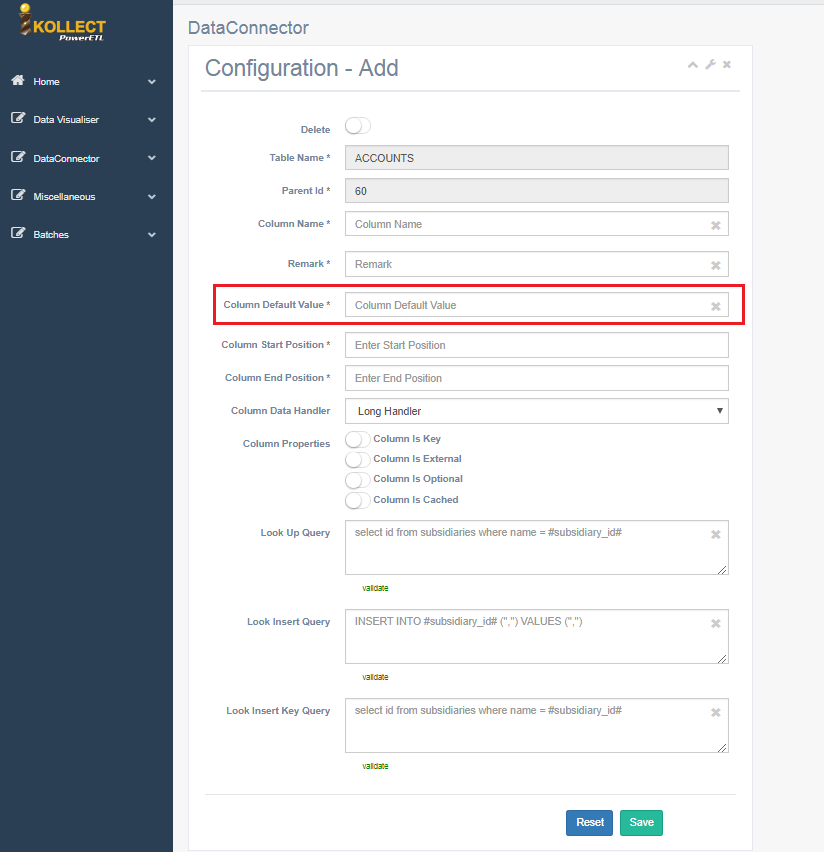 KOLLECT
PowerETL
Home
Data Visualiser
DataConnector
Miscellaneous
Batches
DataConnector
Configuration - Add
Delete
Table Name * ACCOUNTS
Parent Id * 60
Column Name * Column Name
Remark * Remark
Column Default Value * Column Default Value
Column Start Position * Enter Start Position
Column End Position * Enter End Position
Column Data Handler Long Handler
Column Properties Column Is Key
Column Is External
Column Is Optional
Column Is Cached
Look Up Query select id from subsidiaries where name = #subsidiary_id#
validate
Look Insert Query INSERT INTO #subsidiary_id# (",") VALUES (",")
validate
Look Insert Key Query select id from subsidiaries where name = #subsidiary_id#
validate
Reset Save